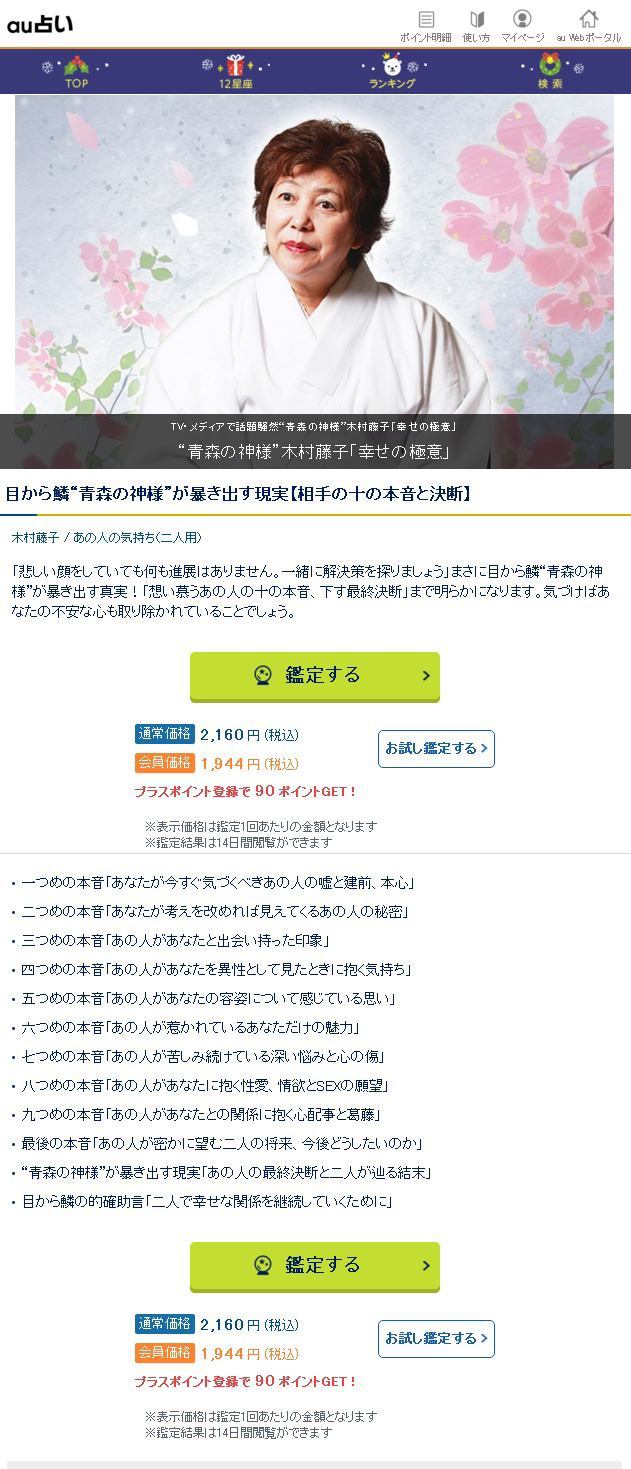 au占い
ポイント明細 使い方 マイページ au Webポータル
TOP 12星座 ランキング 検索
TV・メディアで話題騒然“青森の神様”木村藤子「幸せの極意」
“青森の神様”木村藤子「幸せの極意」
目から鱗“青森の神様”が暴き出す現実【相手の十の本音と決断】
木村藤子 / あの人の気持ち(二人用)
「悲しい顔をしていても何も進展はありません。一緒に解決策を探りましょう」まさに目から鱗“青森の神
様”が暴き出す真実！「想い慕うあの人の十の本音、下す最終決断」まで明らかになります。気づけばあ
なたの不安な心も取り除かれていることでしょう。
鑑定する
通常価格 2,160 円 (税込)
お試し鑑定する
会員価格 1,944 円 (税込)
プラスポイント登録で 90 ポイントGET！
※表示価格は鑑定1回あたりの金額となります
※鑑定結果は14日間閲覧ができます
・一つめの本音「あなたが今すぐ気づくべきあの人の嘘と建前、本心」
・二つめの本音「あなたが考えを改めれば見えてくるあの人の秘密」
・三つめの本音「あの人があなたと出会い持った印象」
・四つめの本音「あの人があなたを異性として見たときに抱く気持ち」
・五つめの本音「あの人があなたの容姿について感じている思い」
・六つめの本音「あの人が惹かれているあなただけの魅力」
・七つめの本音「あの人が苦しみ続けている深い悩みと心の傷」
・八つめの本音「あの人があなたに抱く性愛、情欲とSEXの願望」
・九つめの本音「あの人があなたとの関係に抱く心配事と葛藤」
・最後の本音「あの人が密かに望む二人の将来、今後どうしたいのか」
・“青森の神様”が暴き出す現実「あの人の最終決断と二人が辿る結末」
・目から鱗の的確助言「二人で幸せな関係を継続していくために」
鑑定する
通常価格 2,160 円 (税込)
お試し鑑定する
会員価格 1,944 円 (税込)
プラスポイント登録で 90 ポイントGET！
※表示価格は鑑定1回あたりの金額となります
※鑑定結果は14日間閲覧ができます